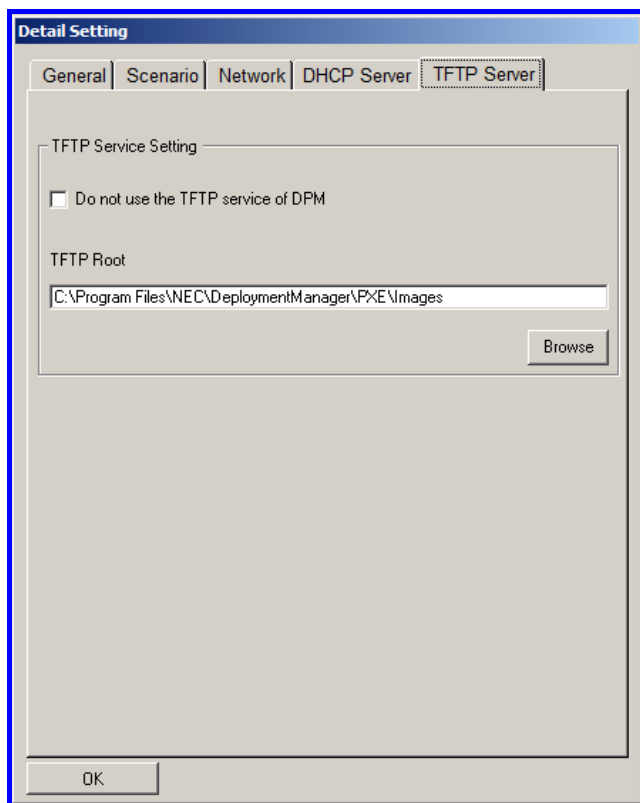 Detail Setting
General Scenario Network DHCP Server TFTP Server
TFTP Service Setting
Do not use the TFTP service of DPM
TFTP Root
C:\Program Files\NEC\DeploymentManager\PXE\Images
Browse
OK